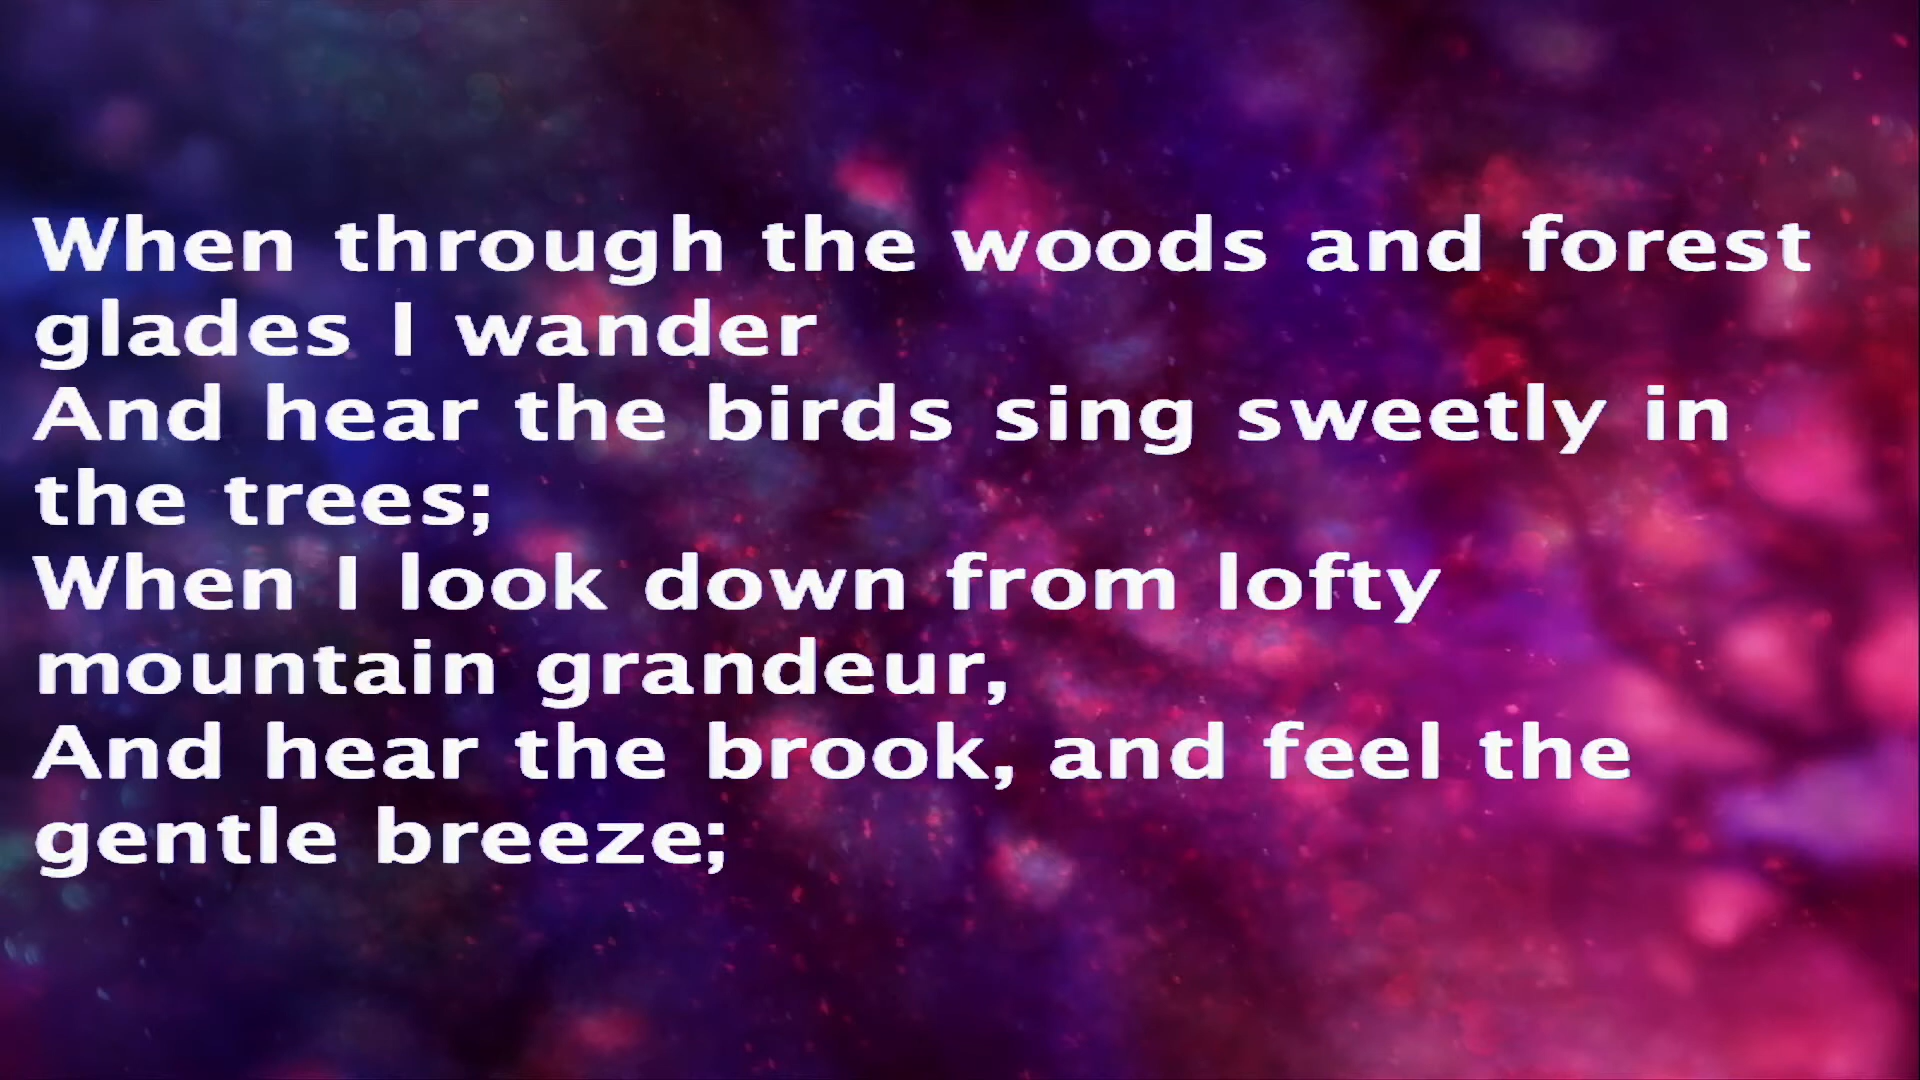 When through the woods and forest
glades I wander
And hear the birds sing sweetly in
the trees;
When I look down from lofty
mountain grandeur,
And hear the brook, and feel the
gentle breeze;